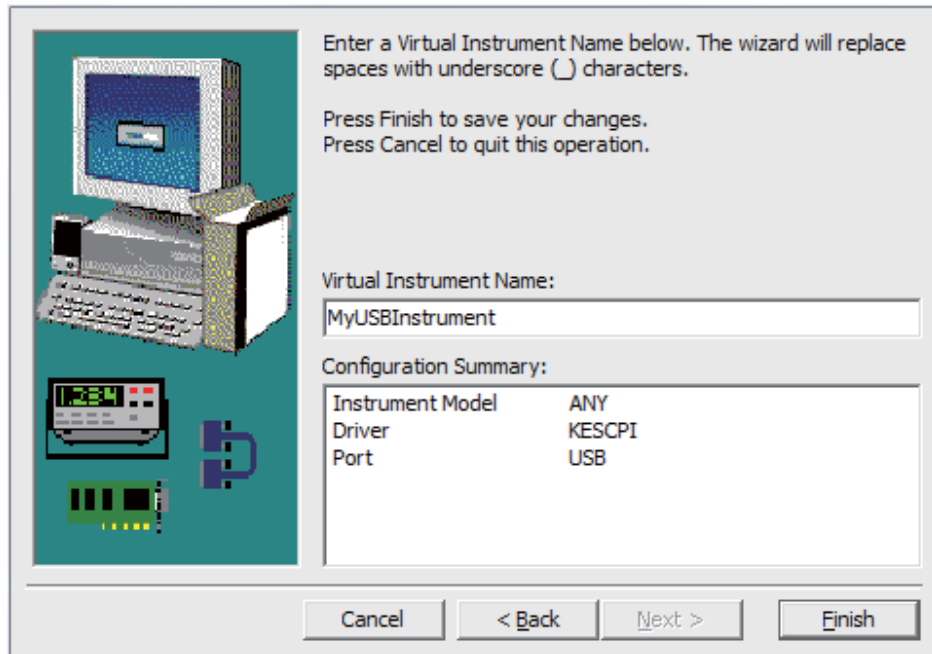 Enter a Virtual Instrument Name below. The wizard will replace
spaces with underscore (_) characters.
Press Finish to save your changes.
Press Cancel to quit this operation.
Virtual Instrument Name:
MyUSBInstrument
Configuration Summary:
Instrument Model ANY
Driver KESCPI
Port USB
1.234
Cancel < Back Next > Finish